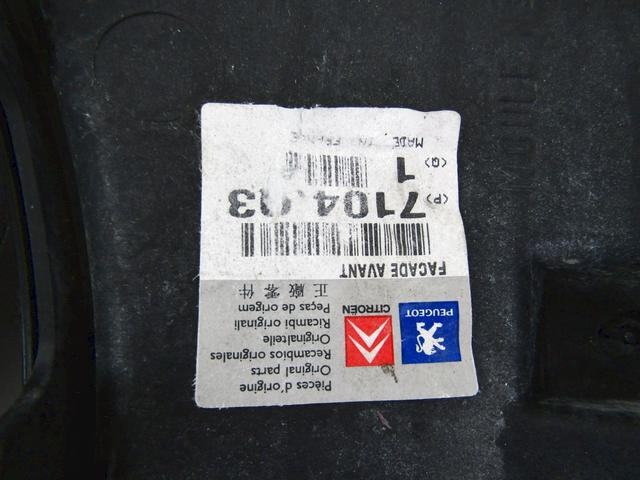 Pièces d'origine
Original parts
Recambios originales
Originalteile
Ricambi originali
Peças de origem
正廠零件
PEUGEOT
CITROËN
FAÇADE AVANT
(P) 7104.Q3
(Q) 1
MADE IN FRANCE